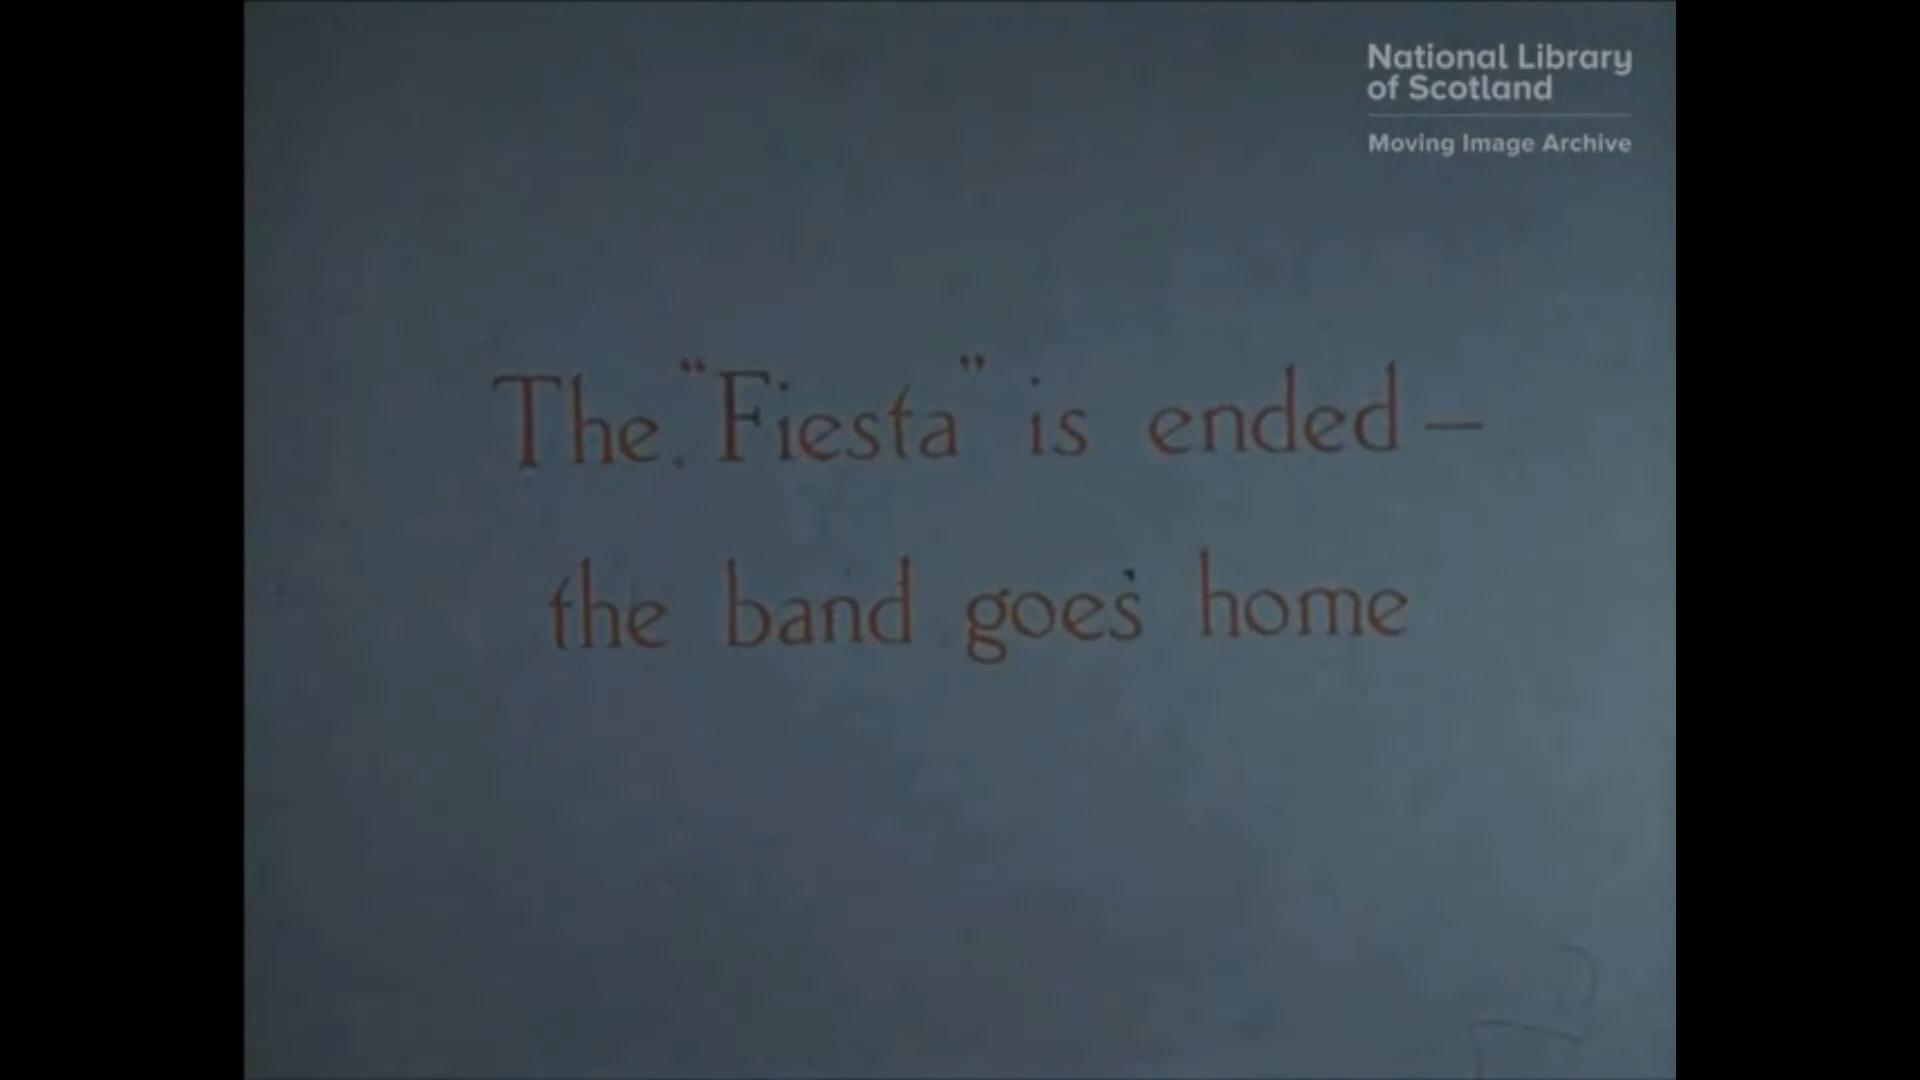 National Library
of Scotland
Moving Image Archive
The "Fiesta" is ended —
the band goes home